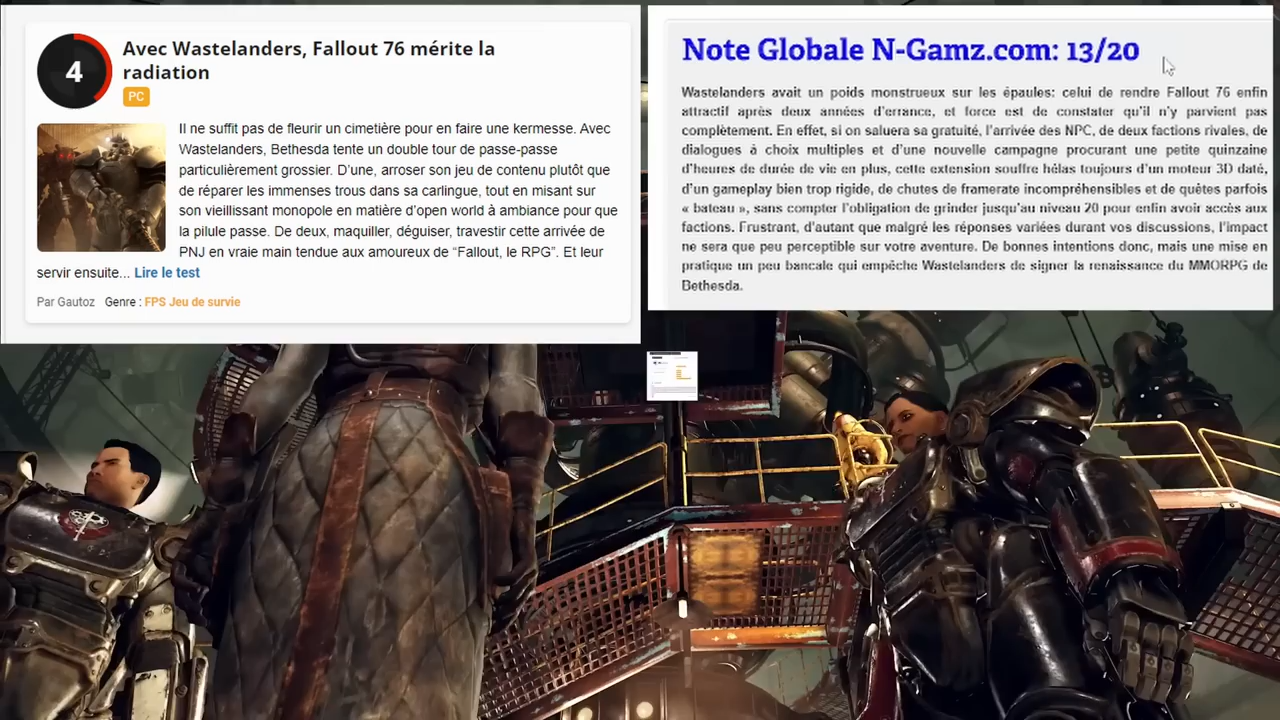 4
Avec Wastelanders, Fallout 76 mérite la
radiation
PC
Il ne suffit pas de fleurir un cimetière pour en faire une kermesse. Avec
Wastelanders, Bethesda tente un double tour de passe-passe
particulièrement grossier. D'une, arroser son jeu de contenu plutôt que
de réparer les immenses trous dans sa carlingue, tout en misant sur
son vieillissant monopole en matière d'open world à ambiance pour que
la pilule passe. De deux, maquiller, déguiser, travestir cette arrivée de
PNJ en vraie main tendue aux amoureux de “Fallout, le RPG”. Et leur
servir ensuite... Lire le test
Par Gautoz Genre : FPS Jeu de survie
Note Globale N-Gamz.com: 13/20
Wastelanders avait un poids monstrueux sur les épaules: celui de rendre Fallout 76 enfin
attractif après deux années d'errance, et force est de constater qu'il n'y parvient pas
complètement. En effet, si on saluera sa gratuité, l'arrivée des NPC, de deux factions rivales, de
dialogues à choix multiples et d'une nouvelle campagne procurant une petite quinzaine
d'heures de durée de vie en plus, cette extension souffre hélas toujours d'un moteur 3D daté,
d'un gameplay bien trop rigide, de chutes de framerate incompréhensibles et de quêtes parfois
« bateau », sans compter l'obligation de grinder jusqu'au niveau 20 pour enfin avoir accès aux
factions. Frustrant, d'autant que malgré les réponses variées durant vos discussions, l'impact
ne sera que peu perceptible sur votre aventure. De bonnes intentions donc, mais une mise en
pratique un peu bancale qui empêche Wastelanders de signer la renaissance du MMORPG de
Bethesda.